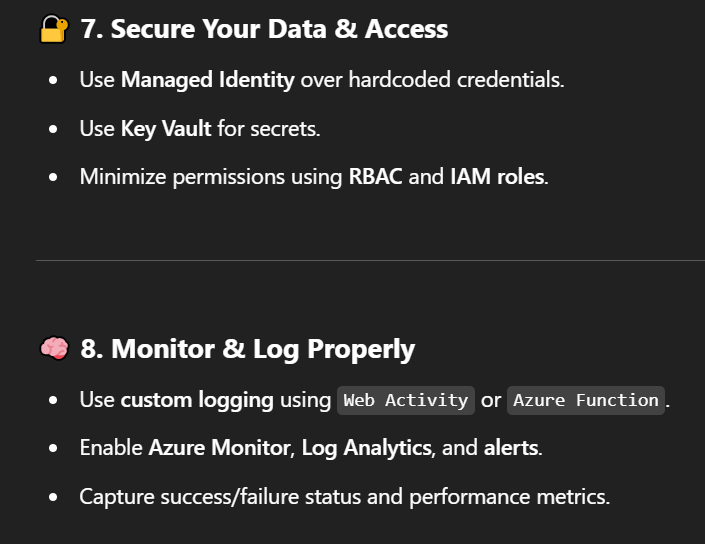 🔐 7. Secure Your Data & Access
• Use Managed Identity over hardcoded credentials.
• Use Key Vault for secrets.
• Minimize permissions using RBAC and IAM roles.
🧠 8. Monitor & Log Properly
• Use custom logging using Web Activity or Azure Function.
• Enable Azure Monitor, Log Analytics, and alerts.
• Capture success/failure status and performance metrics.